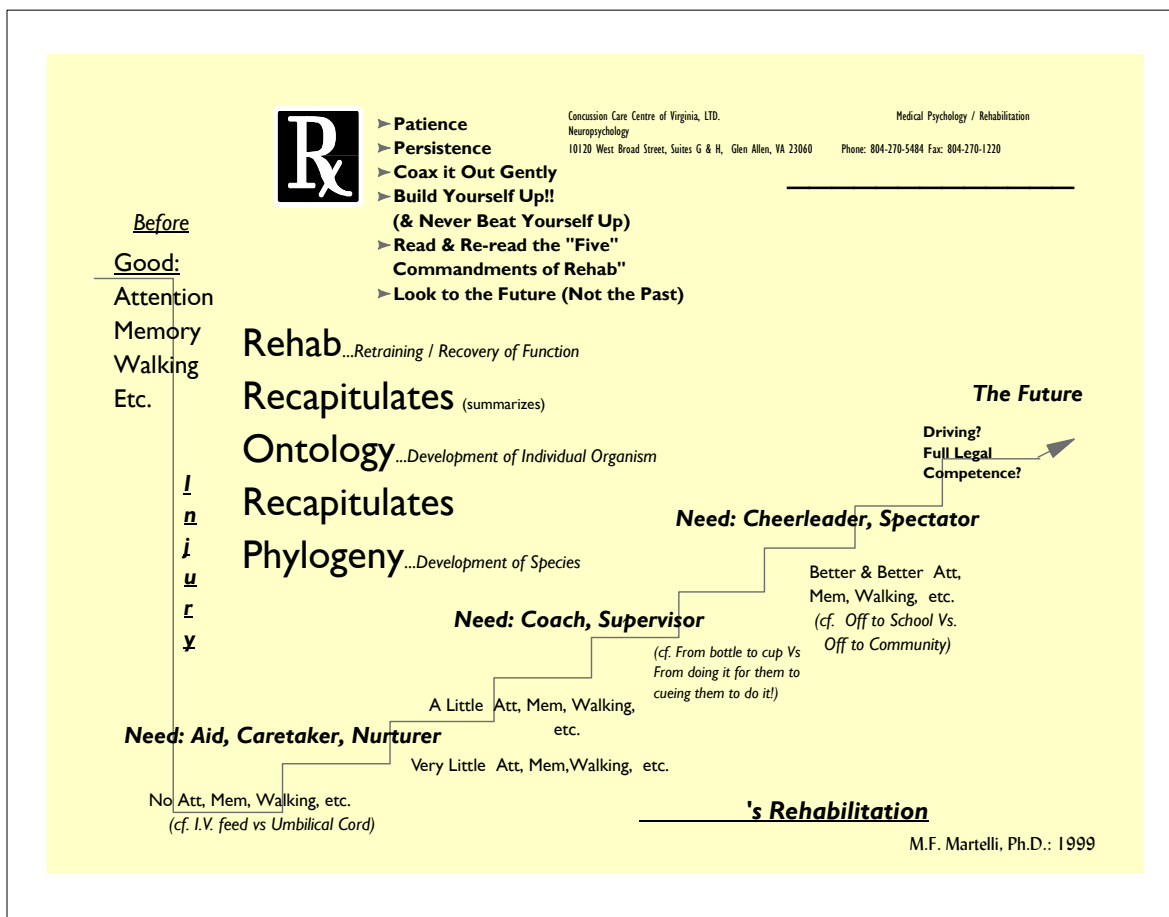 Rx
➤ Patience
➤ Persistence
➤ Coax it Out Gently
➤ Build Yourself Up!!
(& Never Beat Yourself Up)
➤ Read & Re-read the "Five"
Commandments of Rehab"
➤ Look to the Future (Not the Past)
Concussion Care Centre of Virginia, LTD. Medical Psychology / Rehabilitation
Neuropsychology
10120 West Broad Street, Suites G & H, Glen Allen, VA 23060 Phone: 804-270-5484 Fax: 804-270-1220
Before
Good:
Attention
Memory
Walking
Etc.
Injury
Rehab...Retraining / Recovery of Function
Recapitulates (summarizes)
Ontology...Development of Individual Organism
Recapitulates
Phylogeny...Development of Species
The Future
Driving?
Full Legal
Competence?
Need: Cheerleader, Spectator
Better & Better Att,
Mem, Walking, etc.
(cf. Off to School Vs.
Off to Community)
Need: Coach, Supervisor
(cf. From bottle to cup Vs
From doing it for them to
cueing them to do it!)
A Little Att, Mem, Walking,
etc.
Need: Aid, Caretaker, Nurturer
Very Little Att, Mem,Walking, etc.
No Att, Mem, Walking, etc.
(cf. I.V. feed vs Umbilical Cord)
's Rehabilitation
M.F. Martelli, Ph.D.: 1999